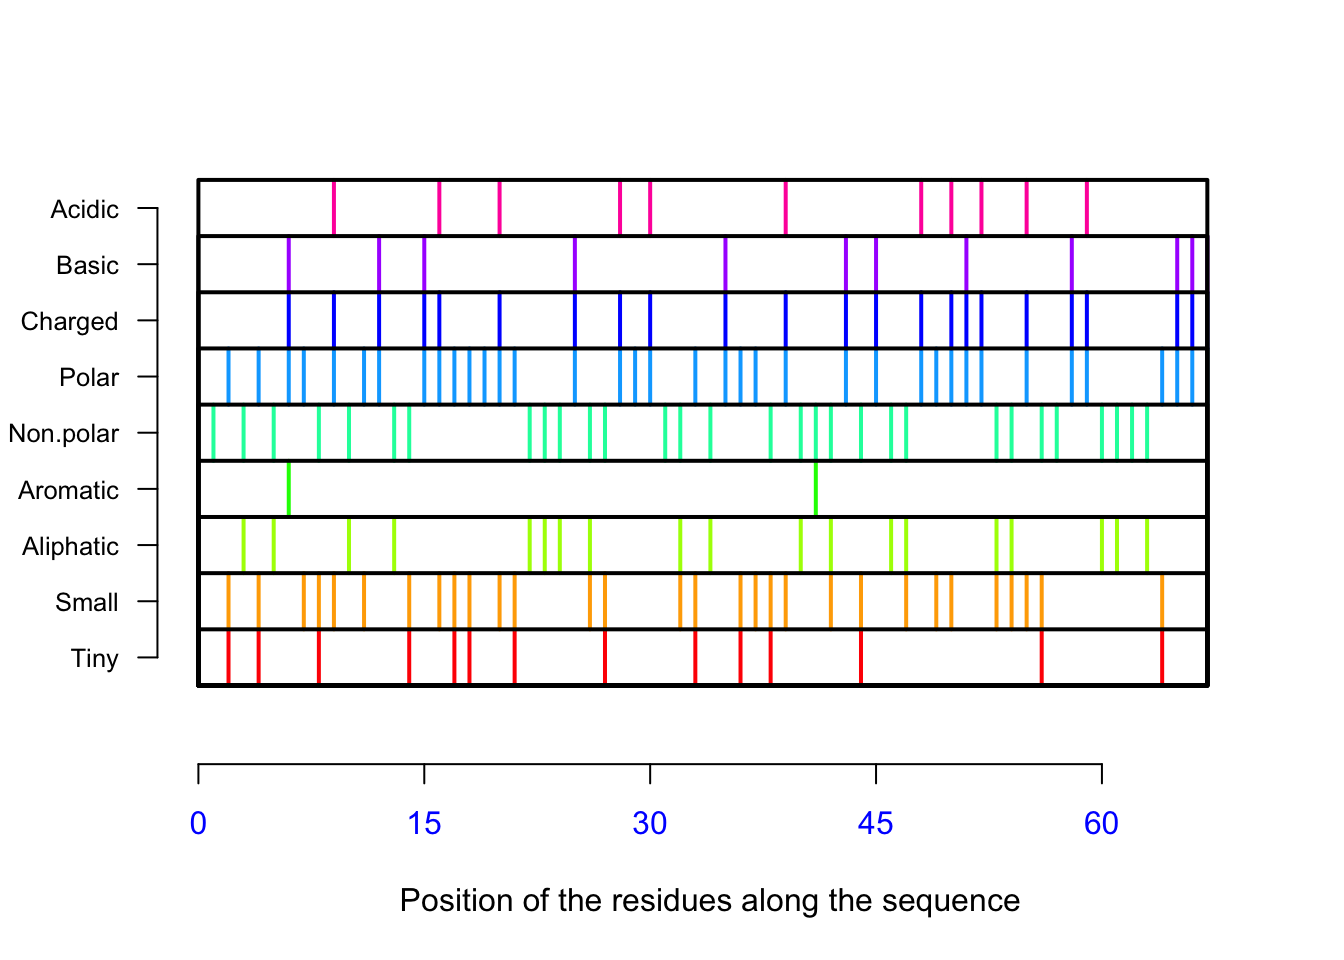 Acidic
Basic
Charged
Polar
Non.polar
Aromatic
Aliphatic
Small
Tiny
0 15 30 45 60
Position of the residues along the sequence